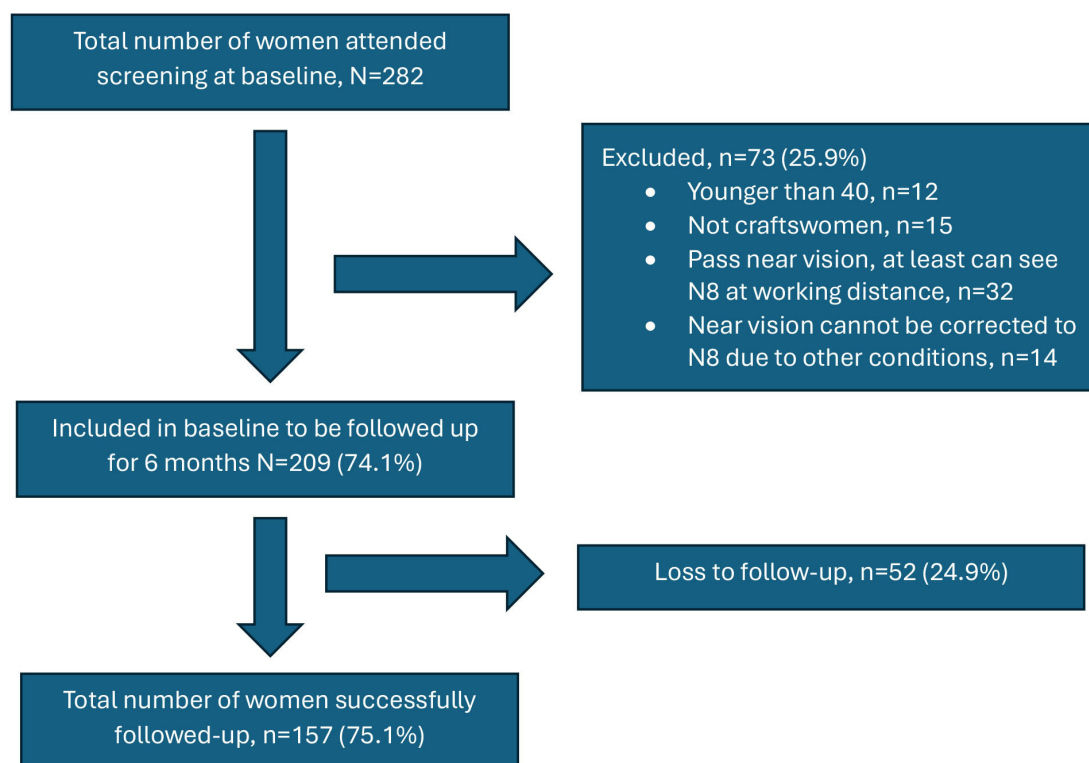 Total number of women attended
screening at baseline, N=282
Excluded, n=73 (25.9%)
• Younger than 40, n=12
• Not craftswomen, n=15
• Pass near vision, at least can see
N8 at working distance, n=32
• Near vision cannot be corrected to
N8 due to other conditions, n=14
Included in baseline to be followed up
for 6 months N=209 (74.1%)
Loss to follow-up, n=52 (24.9%)
Total number of women successfully
followed-up, n=157 (75.1%)